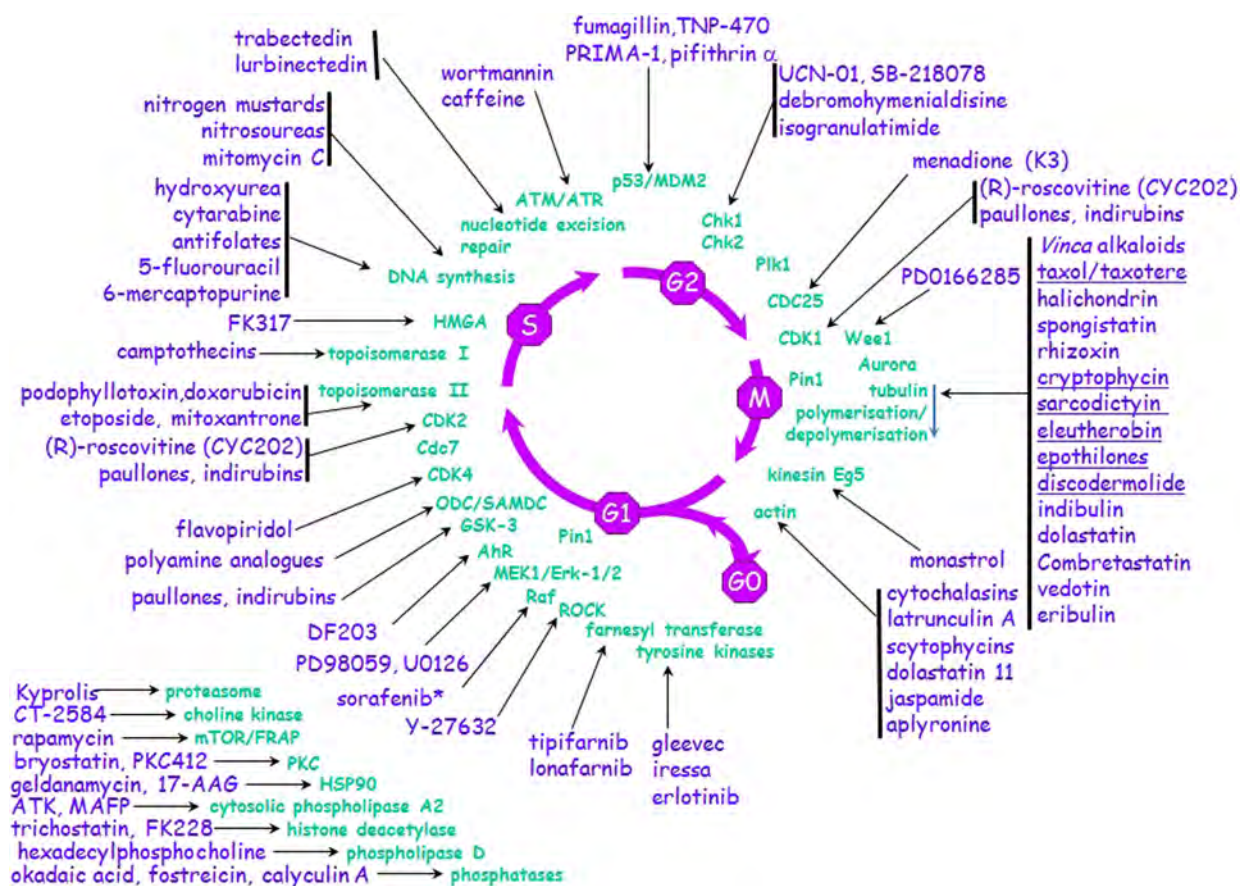 fumagillin, TNP-470
PRIMA-1, pifithrin α
trabectedin
lurbinectedin
wortmannin
caffeine
UCN-01, SB-218078
debromohymenialdisine
isogranulatimide
nitrogen mustards
nitrosoureas
mitomycin C
menadione (K3)
(R)-roscovitine (CYC202)
paullones, indirubins
hydroxyurea
cytarabine
antifolates
5-fluorouracil
6-mercaptopurine
p53/MDM2
ATM/ATR
nucleotide excision
repair
DNA synthesis
Chk1
Chk2
Plk1
CDC25
CDK1
Wee1
PD0166285
Aurora
Pin1
tubulin
polymerisation/
depolymerisation
Vinca alkaloids
taxol/taxotere
halichondrin
spongistatin
rhizoxin
cryptophycin
sarcodictyin
eleutherobin
epothilones
discodermolide
indibulin
dolastatin
Combretastatin
vedotin
eribulin
G2
S
M
G1
G0
FK317
HMGA
camptothecins
topoisomerase I
podophyllotoxin,doxorubicin
etoposide, mitoxantrone
topoisomerase II
(R)-roscovitine (CYC202)
paullones, indirubins
CDK2
Cdc7
CDK4
ODC/SAMDC
GSK-3
AhR
MEK1/Erk-1/2
Raf
ROCK
Pin1
farnesyl transferase
tyrosine kinases
kinesin Eg5
actin
flavopiridol
polyamine analogues
paullones, indirubins
DF203
PD98059, U0126
sorafenib*
Y-27632
tipifarnib
lonafarnib
gleevec
iressa
erlotinib
monastrol
cytochalasins
latrunculin A
scytophycins
dolastatin 11
jaspamide
aplyronine
Kyprolis proteasome
CT-2584 choline kinase
rapamycin mTOR/FRAP
bryostatin, PKC412 PKC
geldanamycin, 17-AAG HSP90
ATK, MAFP cytosolic phospholipase A2
trichostatin, FK228 histone deacetylase
hexadecylphosphocholine phospholipase D
okadaic acid, fostreicin, calyculin A phosphatases